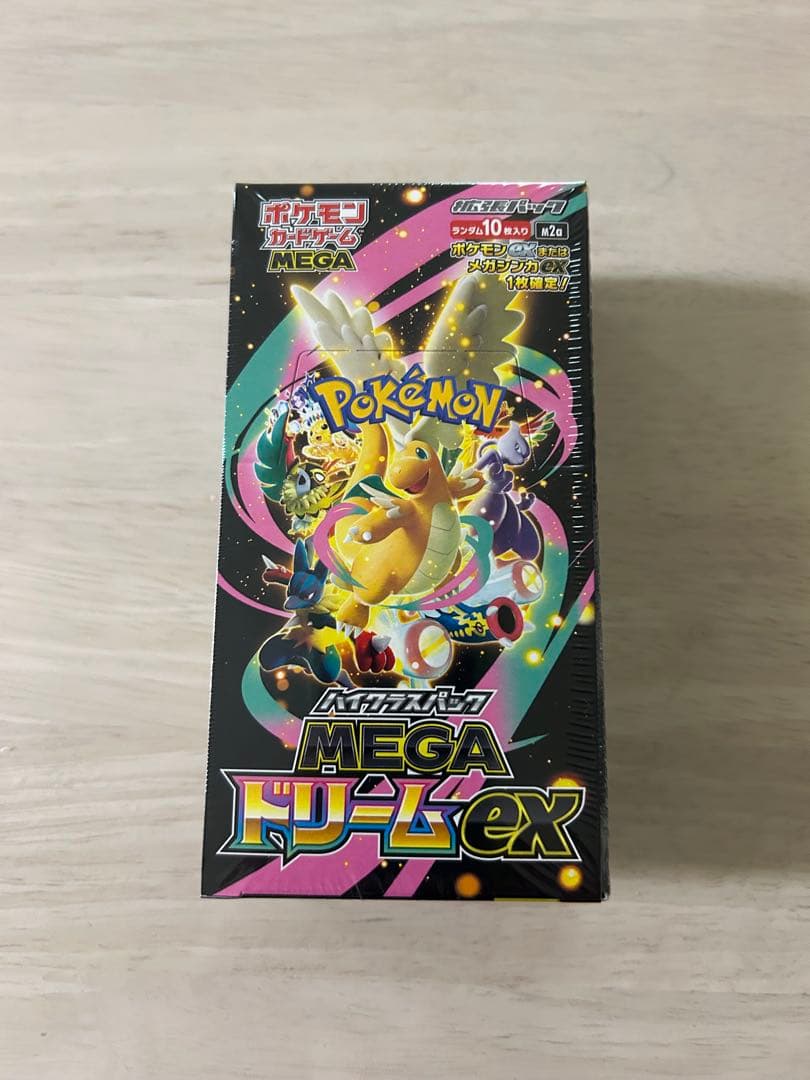 ポケモン
カードゲーム
MEGA
拡張パック
ランダム10枚入り
M2a
ポケモンexまたは
メガシンカex
1枚確定!
POKéMON
ハイクラスパック
MEGA
ドリームex